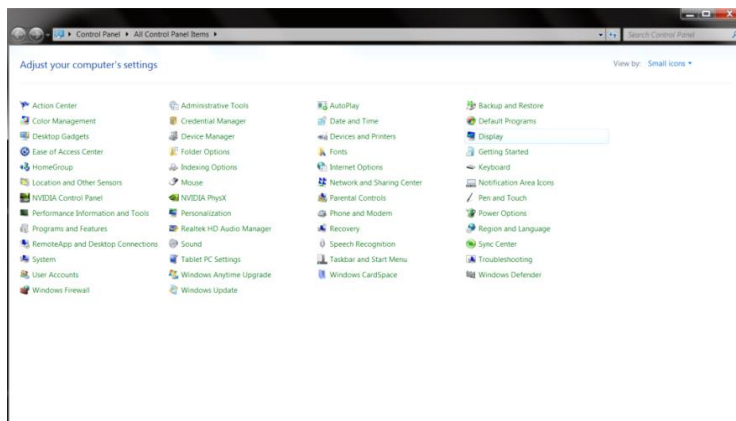 Control Panel ▸ All Control Panel Items ▸ Search Control Panel
Adjust your computer's settings View by: Small icons
Action Center Administrative Tools AutoPlay Backup and Restore
Color Management Credential Manager Date and Time Default Programs
Desktop Gadgets Device Manager Devices and Printers Display
Ease of Access Center Folder Options Fonts Getting Started
HomeGroup Indexing Options Internet Options Keyboard
Location and Other Sensors Mouse Network and Sharing Center Notification Area Icons
NVIDIA Control Panel NVIDIA PhysX Parental Controls Pen and Touch
Performance Information and Tools Personalization Phone and Modem Power Options
Programs and Features Realtek HD Audio Manager Recovery Region and Language
RemoteApp and Desktop Connections Sound Speech Recognition Sync Center
System Tablet PC Settings Taskbar and Start Menu Troubleshooting
User Accounts Windows Anytime Upgrade Windows CardSpace Windows Defender
Windows Firewall Windows Update